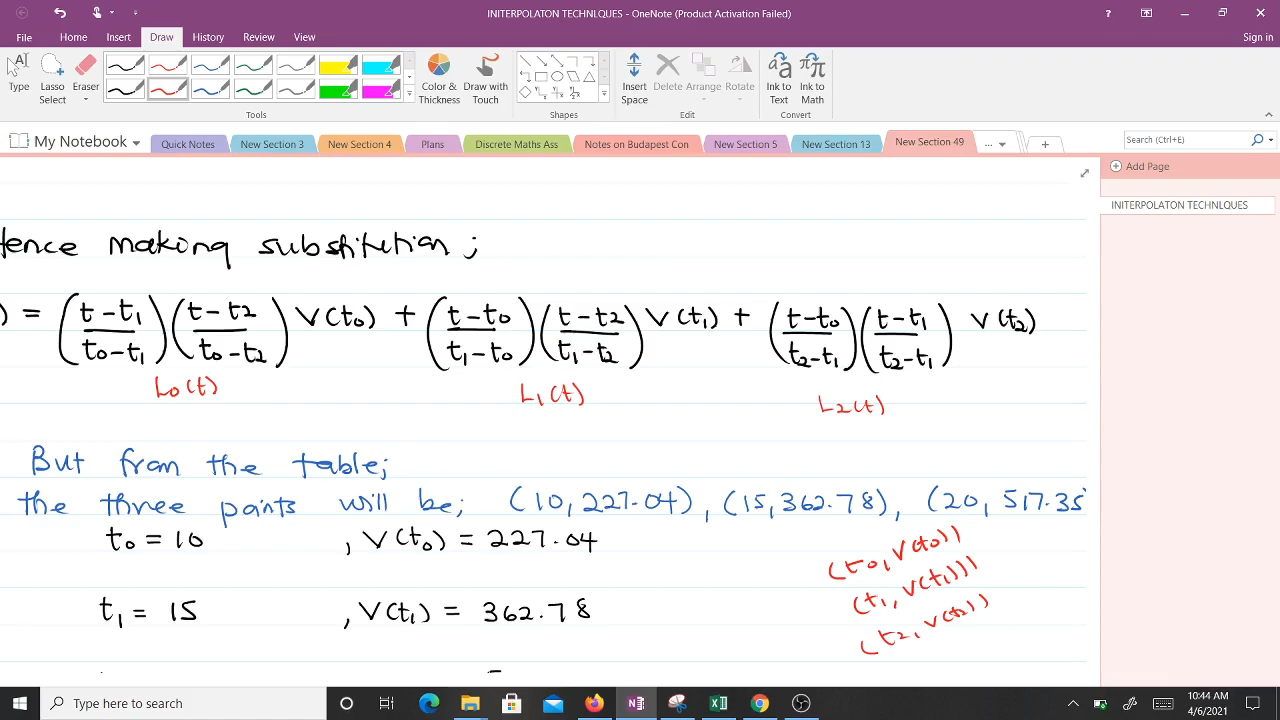 INITERPOLATON TECHNLQUES - OneNote (Product Activation Failed)
File Home Insert Draw History Review View
Sign in
Type Lasso Select Eraser
Color & Thickness Draw with Touch
Insert Space Delete Arrange Rotate
Ink to Text Ink to Math
Tools Shapes Edit Convert
My Notebook Quick Notes New Section 3 New Section 4 Plans Discrete Maths Ass Notes on Budapest Con New Section 5 New Section 13 New Section 49 ... Search (Ctrl+E)
Add Page
INITERPOLATON TECHNLQUES
tence making substitution;
) = ((t-t1)/(t0-t1)) ((t-t2)/(t0-t2)) V(t0) + ((t-t0)/(t1-t0)) ((t-t2)/(t1-t2)) V(t1) + ((t-t0)/(t2-t1)) ((t-t1)/(t2-t1)) V(t2)
L0(t) L1(t) L2(t)
But from the table;
the three points will be; (10,227.04), (15,362.78), (20, 517.35
t0 = 10 , V(t0) = 227.04
(t0, V(t0))
(t1, V(t1)))
t1 = 15 , V(t1) = 362.78
(t2, V(t2))
Type here to search
10:44 AM
4/6/2021